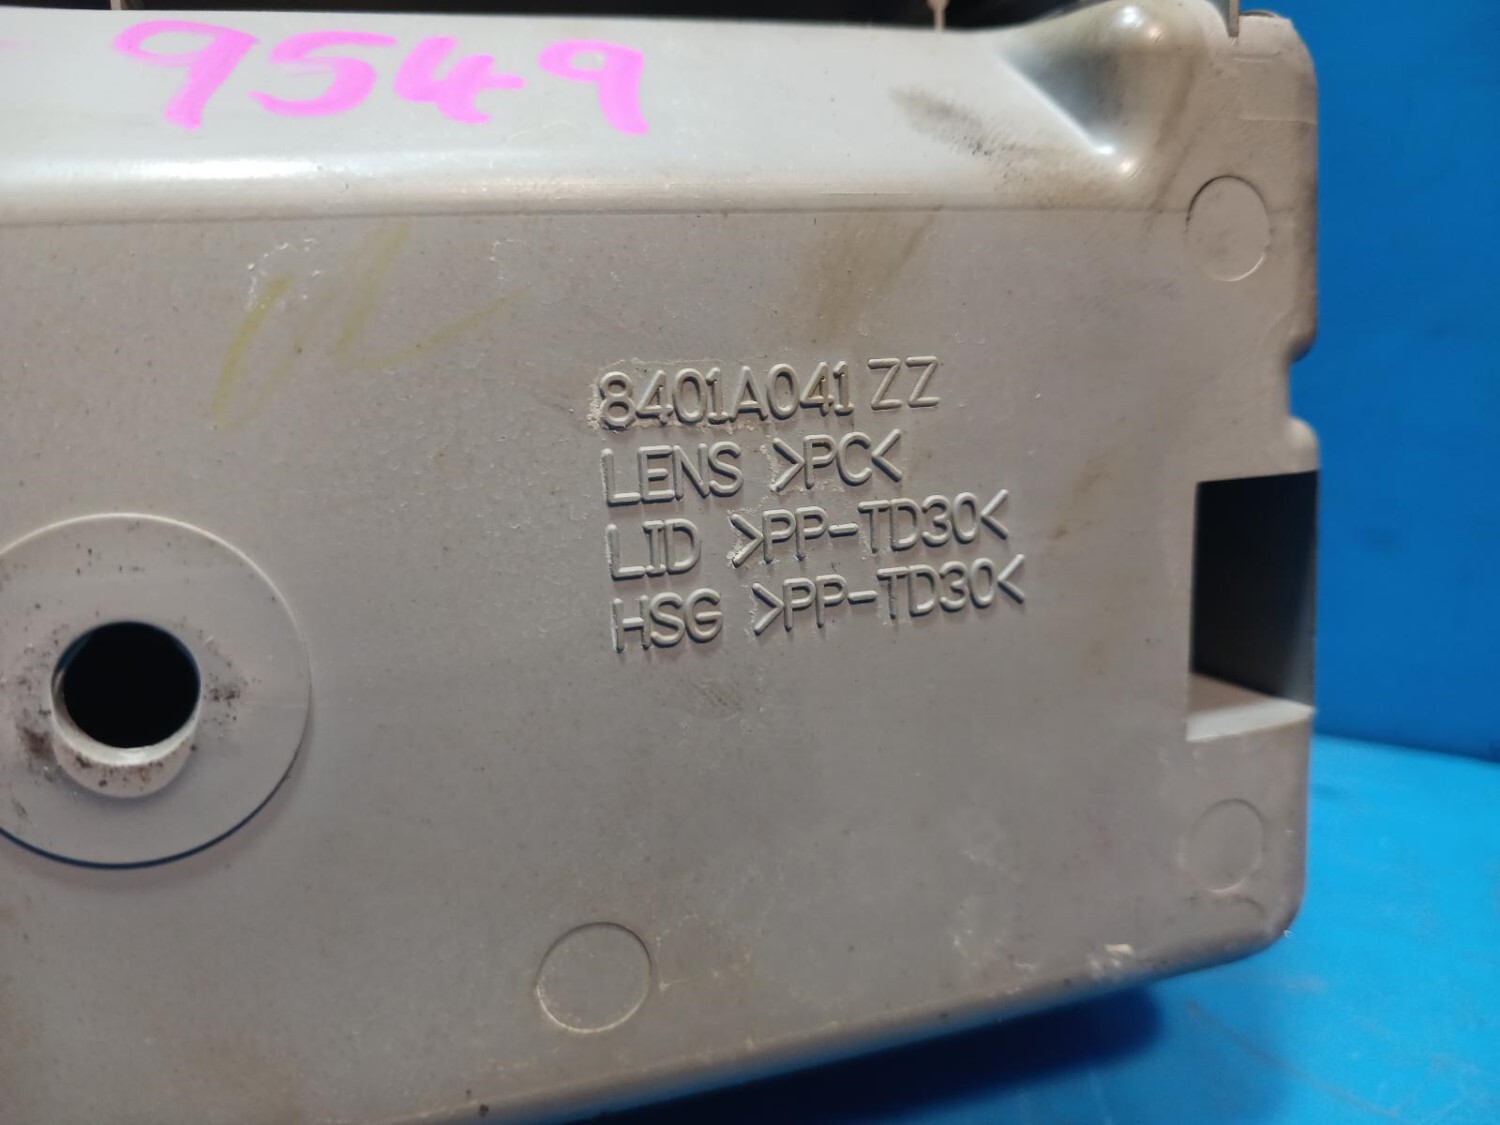 9549
8401A041 ZZ
LENS >PC<
LID >PP-TD30<
HSG >PP-TD30<